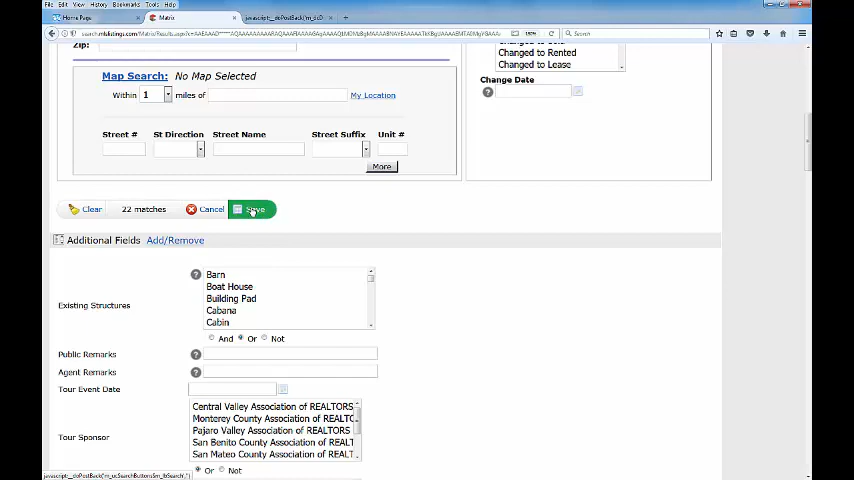 File Edit View History Bookmarks Tools Help
Home Page
Matrix
javascript:__doPostBack('m_ucD
Search
Zip:
Changed to Rented
Changed to Lease
Map Search: No Map Selected
Change Date
Within 1 miles of My Location
Street # St Direction Street Name Street Suffix Unit #
More
Clear 22 matches Cancel Save
Additional Fields Add/Remove
Barn
Boat House
Building Pad
Cabana
Cabin
Existing Structures
And Or Not
Public Remarks
Agent Remarks
Tour Event Date
Central Valley Association of REALTORS
Monterey County Association of REALT
Pajaro Valley Association of REALTORS
San Benito County Association of REALT
San Mateo County Association of REALT
Tour Sponsor
Or Not